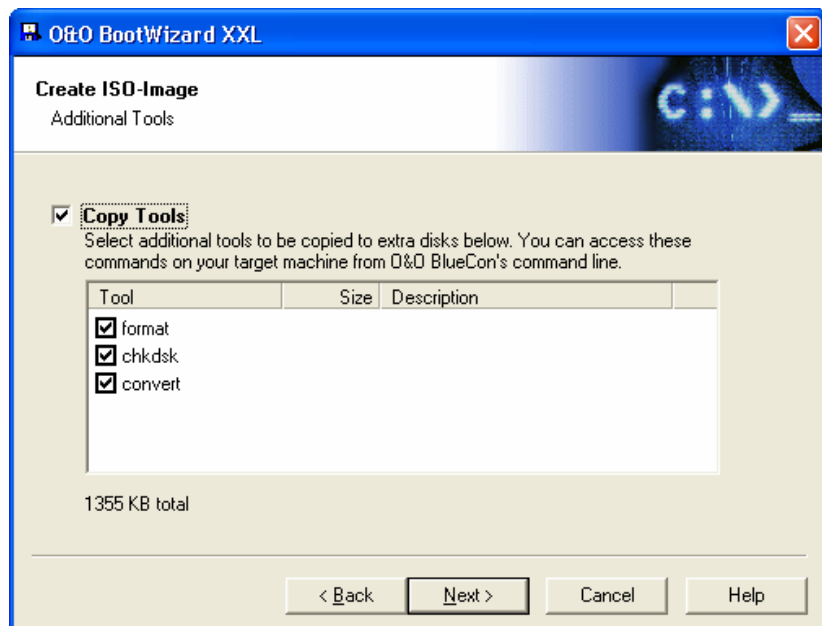 O&O BootWizard XXL
Create ISO-Image
Additional Tools
C:\>_
Copy Tools
Select additional tools to be copied to extra disks below. You can access these
commands on your target machine from O&O BlueCon's command line.
Tool Size Description
format
chkdsk
convert
1355 KB total
< Back Next > Cancel Help